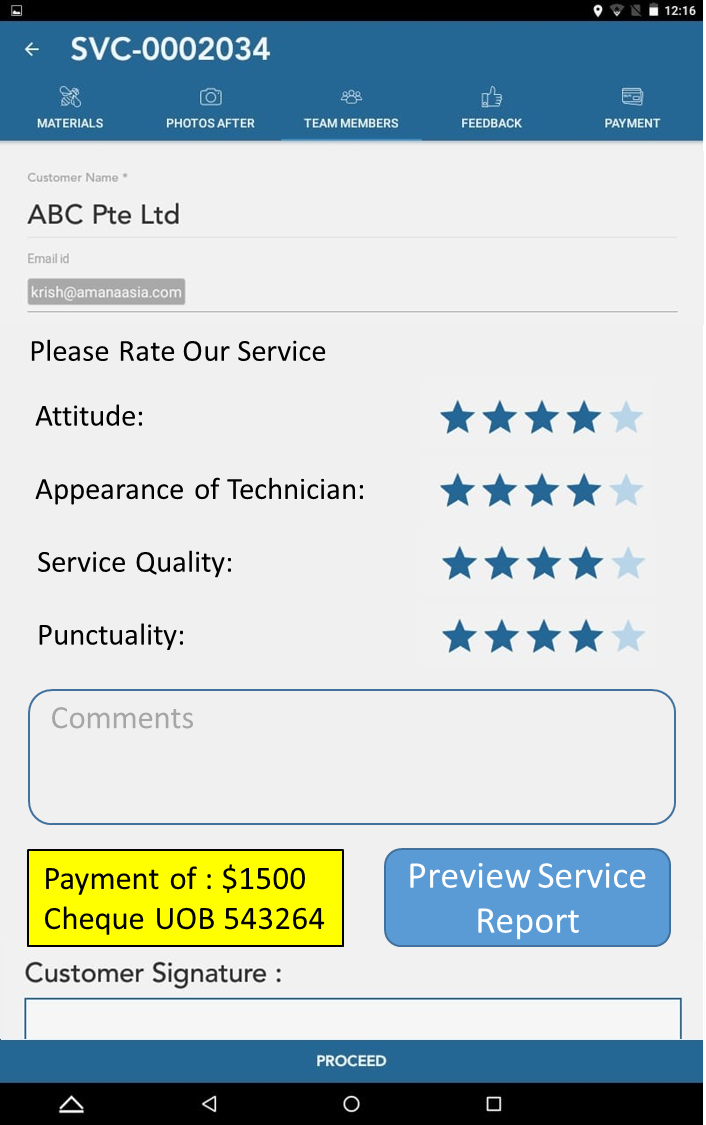 12:16
SVC-0002034
MATERIALS PHOTOS AFTER TEAM MEMBERS FEEDBACK PAYMENT
Customer Name *
ABC Pte Ltd
Email id
krish@amanaasia.com
Please Rate Our Service
Attitude:
Appearance of Technician:
Service Quality:
Punctuality:
Comments
Payment of : $1500
Cheque UOB 543264
Preview Service
Report
Customer Signature :
PROCEED